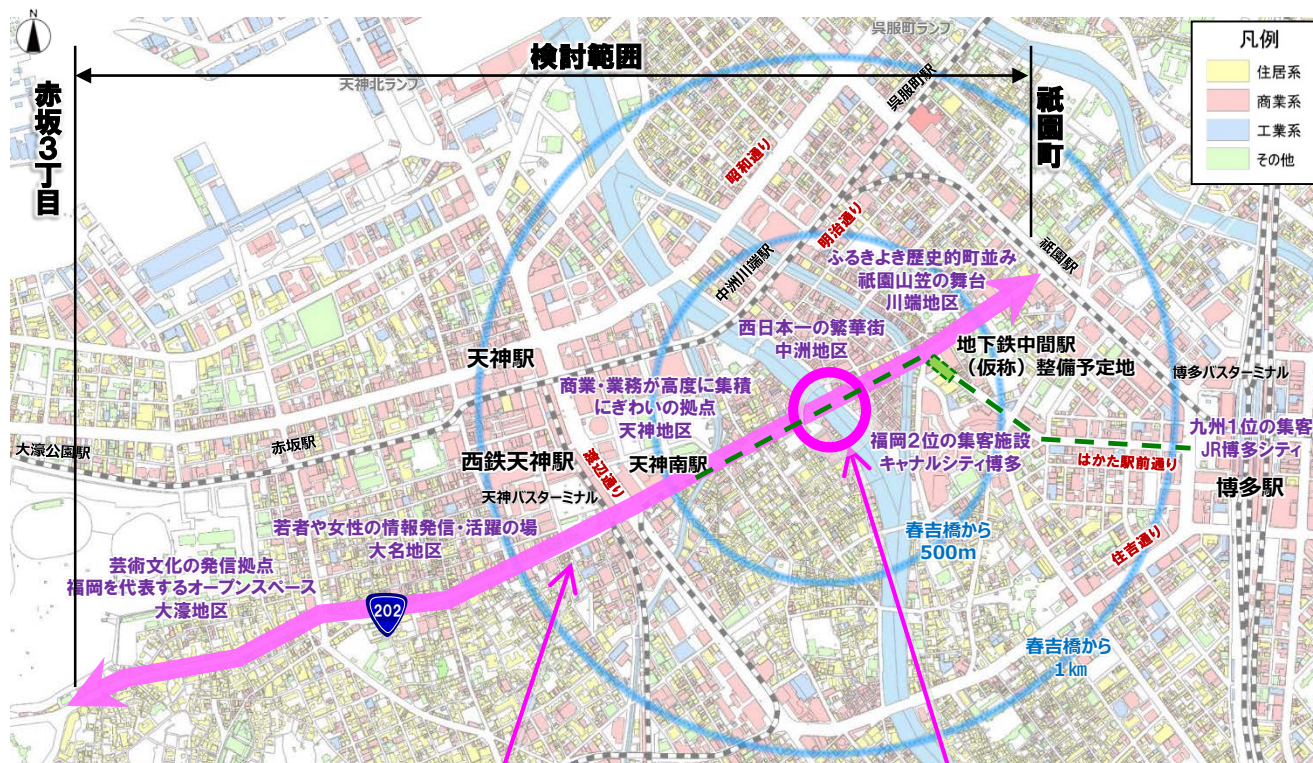 N
検討範囲
赤坂3丁目
祇園町
凡例
住居系
商業系
工業系
その他
呉服町ランプ
天神北ランプ
呉服町駅
昭和通り
明治通り
祇園駅
中洲川端駅
ふるきよき歴史的町並み
祇園山笠の舞台
川端地区
西日本一の繁華街
中洲地区
地下鉄中間駅
（仮称）整備予定地
天神駅
商業・業務が高度に集積
にぎわいの拠点
天神地区
博多バスターミナル
九州1位の集客
JR博多シティ
福岡2位の集客施設
キャナルシティ博多
はかた駅前通り
博多駅
大濠公園駅
赤坂駅
西鉄天神駅
渡辺通り
天神南駅
天神バスターミナル
若者や女性の情報発信・活躍の場
大名地区
春吉橋から
500m
住吉通り
芸術文化の発信拠点
福岡を代表するオープンスペース
大濠地区
202
春吉橋から
1km